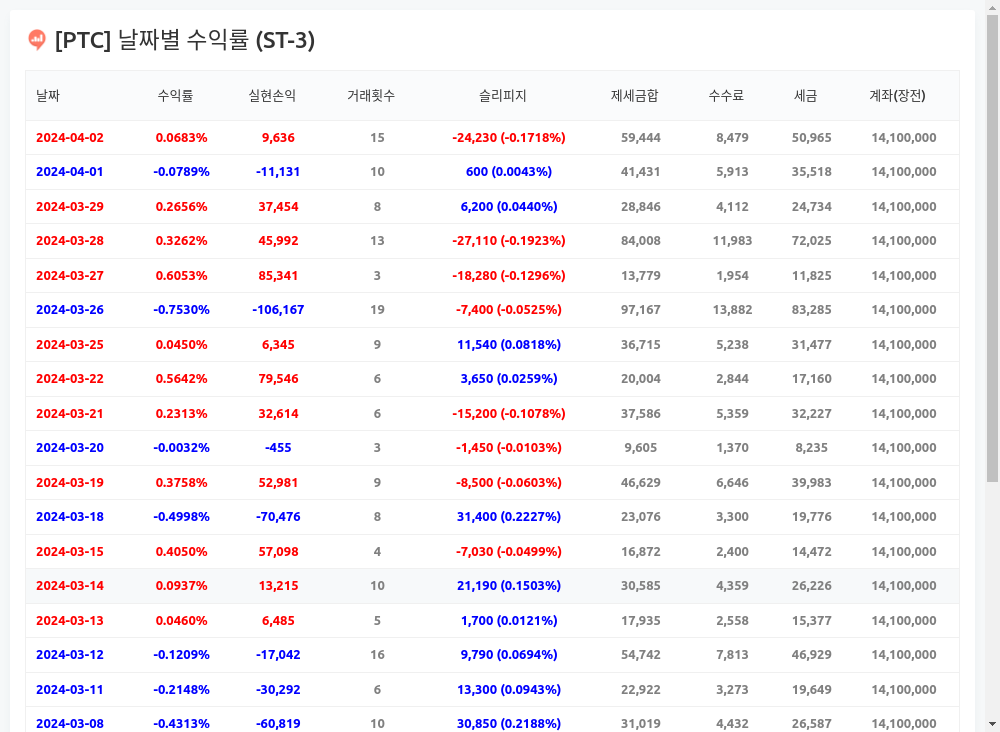 [PTC] 날짜별 수익률 (ST-3)
날짜 수익률 실현손익 거래횟수 슬리피지 제세금합 수수료 세금 계좌(장전)
2024-04-02 0.0683% 9,636 15 -24,230 (-0.1718%) 59,444 8,479 50,965 14,100,000
2024-04-01 -0.0789% -11,131 10 600 (0.0043%) 41,431 5,913 35,518 14,100,000
2024-03-29 0.2656% 37,454 8 6,200 (0.0440%) 28,846 4,112 24,734 14,100,000
2024-03-28 0.3262% 45,992 13 -27,110 (-0.1923%) 84,008 11,983 72,025 14,100,000
2024-03-27 0.6053% 85,341 3 -18,280 (-0.1296%) 13,779 1,954 11,825 14,100,000
2024-03-26 -0.7530% -106,167 19 -7,400 (-0.0525%) 97,167 13,882 83,285 14,100,000
2024-03-25 0.0450% 6,345 9 11,540 (0.0818%) 36,715 5,238 31,477 14,100,000
2024-03-22 0.5642% 79,546 6 3,650 (0.0259%) 20,004 2,844 17,160 14,100,000
2024-03-21 0.2313% 32,614 6 -15,200 (-0.1078%) 37,586 5,359 32,227 14,100,000
2024-03-20 -0.0032% -455 3 -1,450 (-0.0103%) 9,605 1,370 8,235 14,100,000
2024-03-19 0.3758% 52,981 9 -8,500 (-0.0603%) 46,629 6,646 39,983 14,100,000
2024-03-18 -0.4998% -70,476 8 31,400 (0.2227%) 23,076 3,300 19,776 14,100,000
2024-03-15 0.4050% 57,098 4 -7,030 (-0.0499%) 16,872 2,400 14,472 14,100,000
2024-03-14 0.0937% 13,215 10 21,190 (0.1503%) 30,585 4,359 26,226 14,100,000
2024-03-13 0.0460% 6,485 5 1,700 (0.0121%) 17,935 2,558 15,377 14,100,000
2024-03-12 -0.1209% -17,042 16 9,790 (0.0694%) 54,742 7,813 46,929 14,100,000
2024-03-11 -0.2148% -30,292 6 13,300 (0.0943%) 22,922 3,273 19,649 14,100,000
2024-03-08 -0.4313% -60,819 10 30,850 (0.2188%) 31,019 4,432 26,587 14,100,000